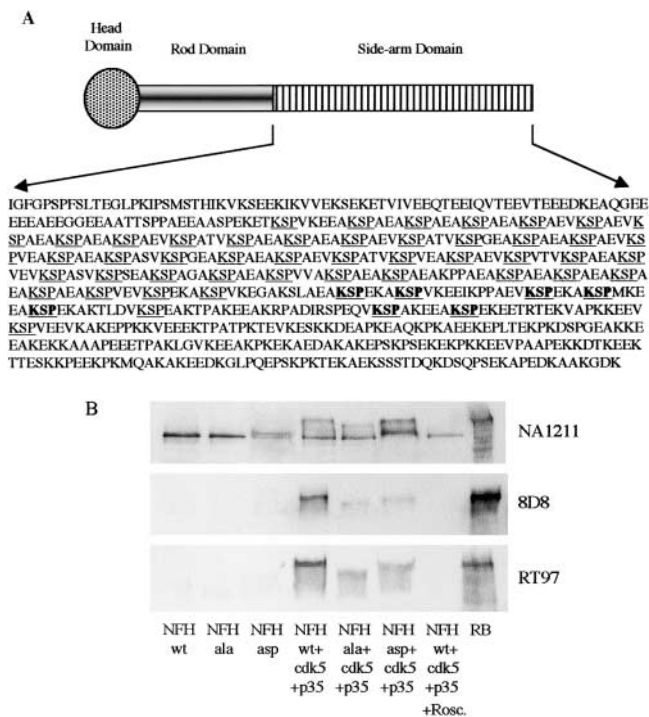 A
Head
Domain
Rod Domain
Side-arm Domain
IGFGPSPFSLTEGLPKIPSMSTHIKVKSEEKIKVVEKSEKETVIVEEQTEEIQVTEEVTEEEDKEAQGEE
EEEAEEGGEEAATTSPPAEEAASPEKETKSPVKEEAKSPAEAKSPAEAKSPAEAKSPAEVKSPAEVK
SPAEAKSPAEAKSPAEVKSPATVKSPAEAKSPAEAKSPAEVKSPATVKSPGEAKSPAEAKSPAEVKS
PVEAKSPAEAKSPASVKSPGEAKSPAEAKSPAEVKSPATVKSPVEAKSPAEVKSPVTVKSPAEAKSP
VEVKSPASVKSPSEAKSPAGAKSPAEAKSPVVAKSPAEAKSPAEAKPPAEAKSPAEAKSPAEAKSPA
EAKSPAEAKSPVEVKSPEKAKSPVKEGAKSLAEAKSPEKAKSPVKEEIKPPAEVKSPEKAKSPMKE
EAKSPEKAKTLDVKSPEAKTPAKEEAKRPADIRSPEQVKSPAKEEAKSPEKEETRTEKVAPKKEEV
KSPVEEVKAKEPPKKVEEEKTPATPKTEVKESKKDEAPKEAQKPKAEEKEPLTEKPKDSPGEAKKE
EAKEKKAAAPEEETPAKLGVKEEAKPKEKAEDAKAKEPSKPSEKEKPKKEEVPAAPEKKDTKEEK
TTESKKPEEKPKMQAKAKEEDKGLPQEPSKPKTEKAEKSSSTDQKDSQPSEKAPEDKAAKGDK
B
NA1211
8D8
RT97
NFH
wt
NFH
ala
NFH
asp
NFH
wt+
cdk5
+p35
NFH
ala+
cdk5
+p35
NFH
asp+
cdk5
+p35
NFH
wt+
cdk5
+p35
+Rosc.
RB